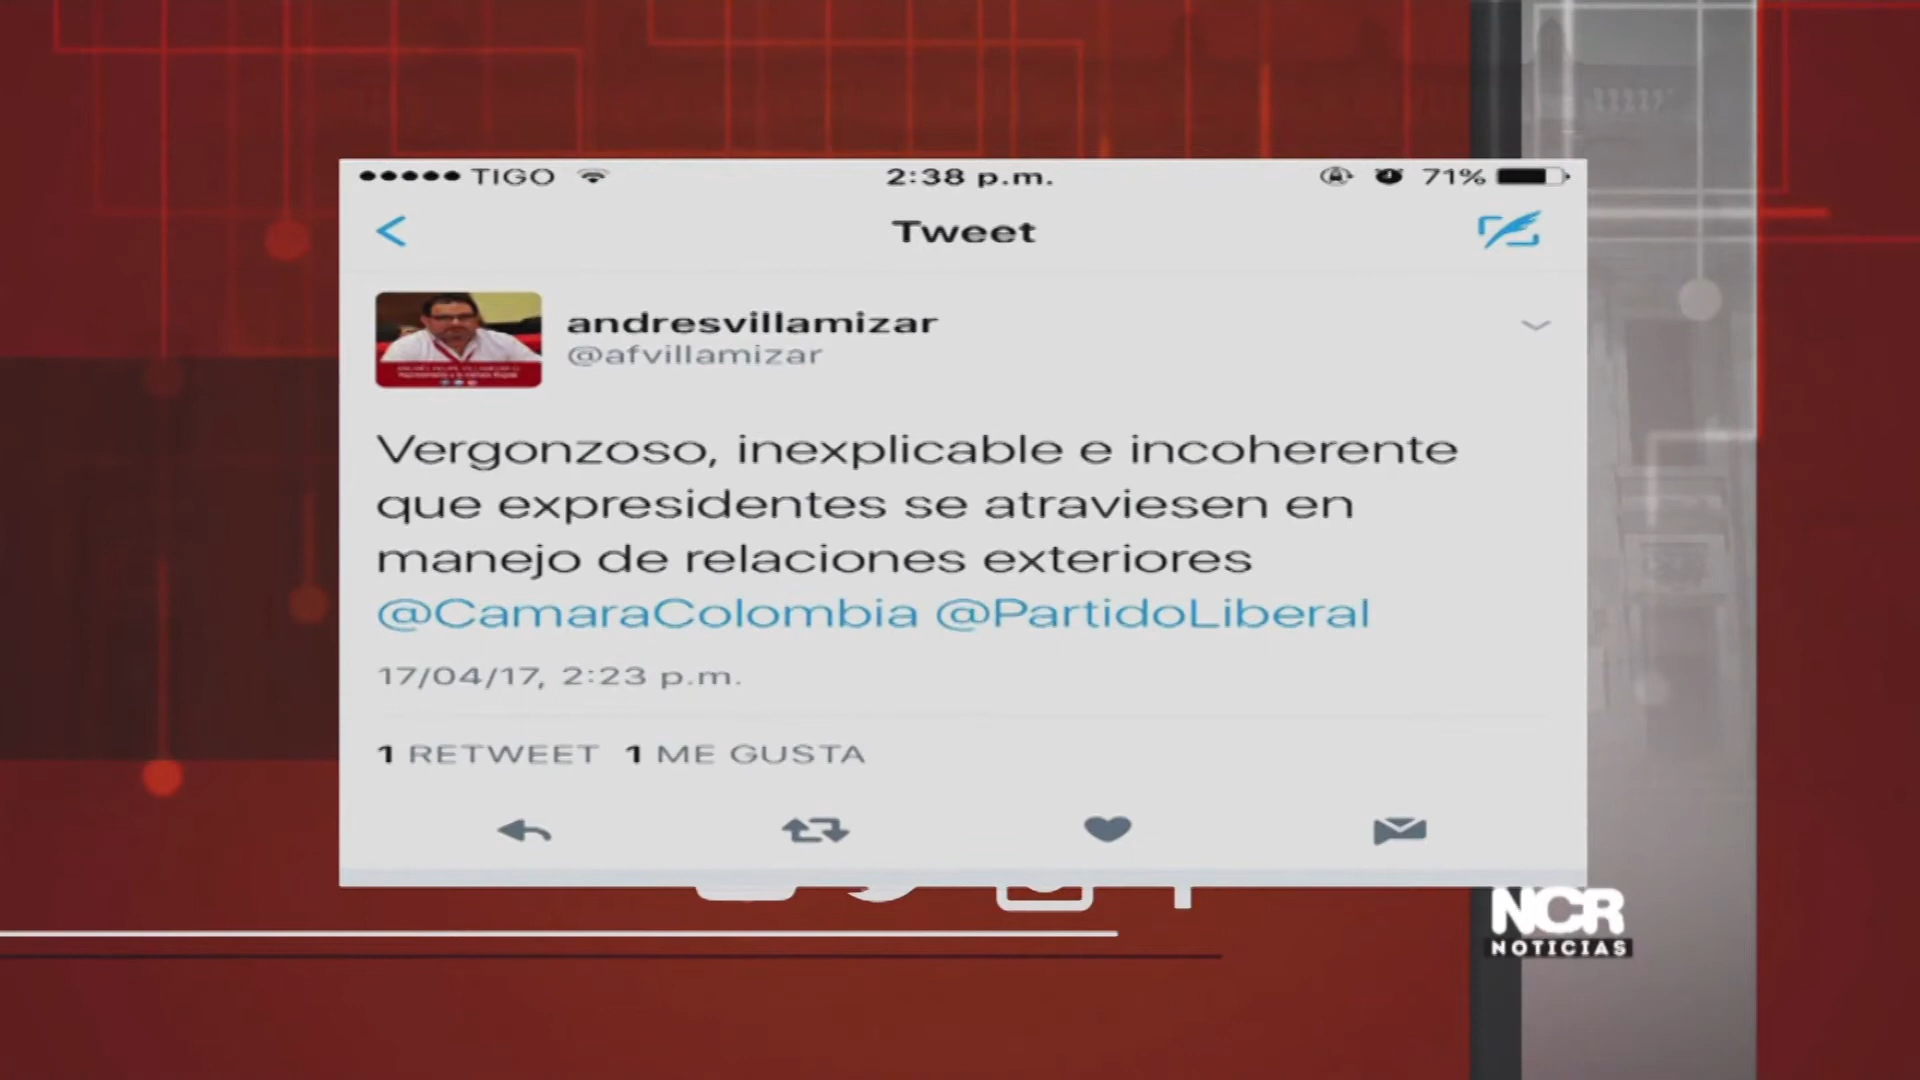 TIGO 2:38 p.m. 71%
Tweet
andresvillamizar
@afvillamizar
Vergonzoso, inexplicable e incoherente
que expresidentes se atraviesen en
manejo de relaciones exteriores
@CamaraColombia @PartidoLiberal
17/04/17, 2:23 p.m.
1 RETWEET 1 ME GUSTA
NCR
NOTICIAS